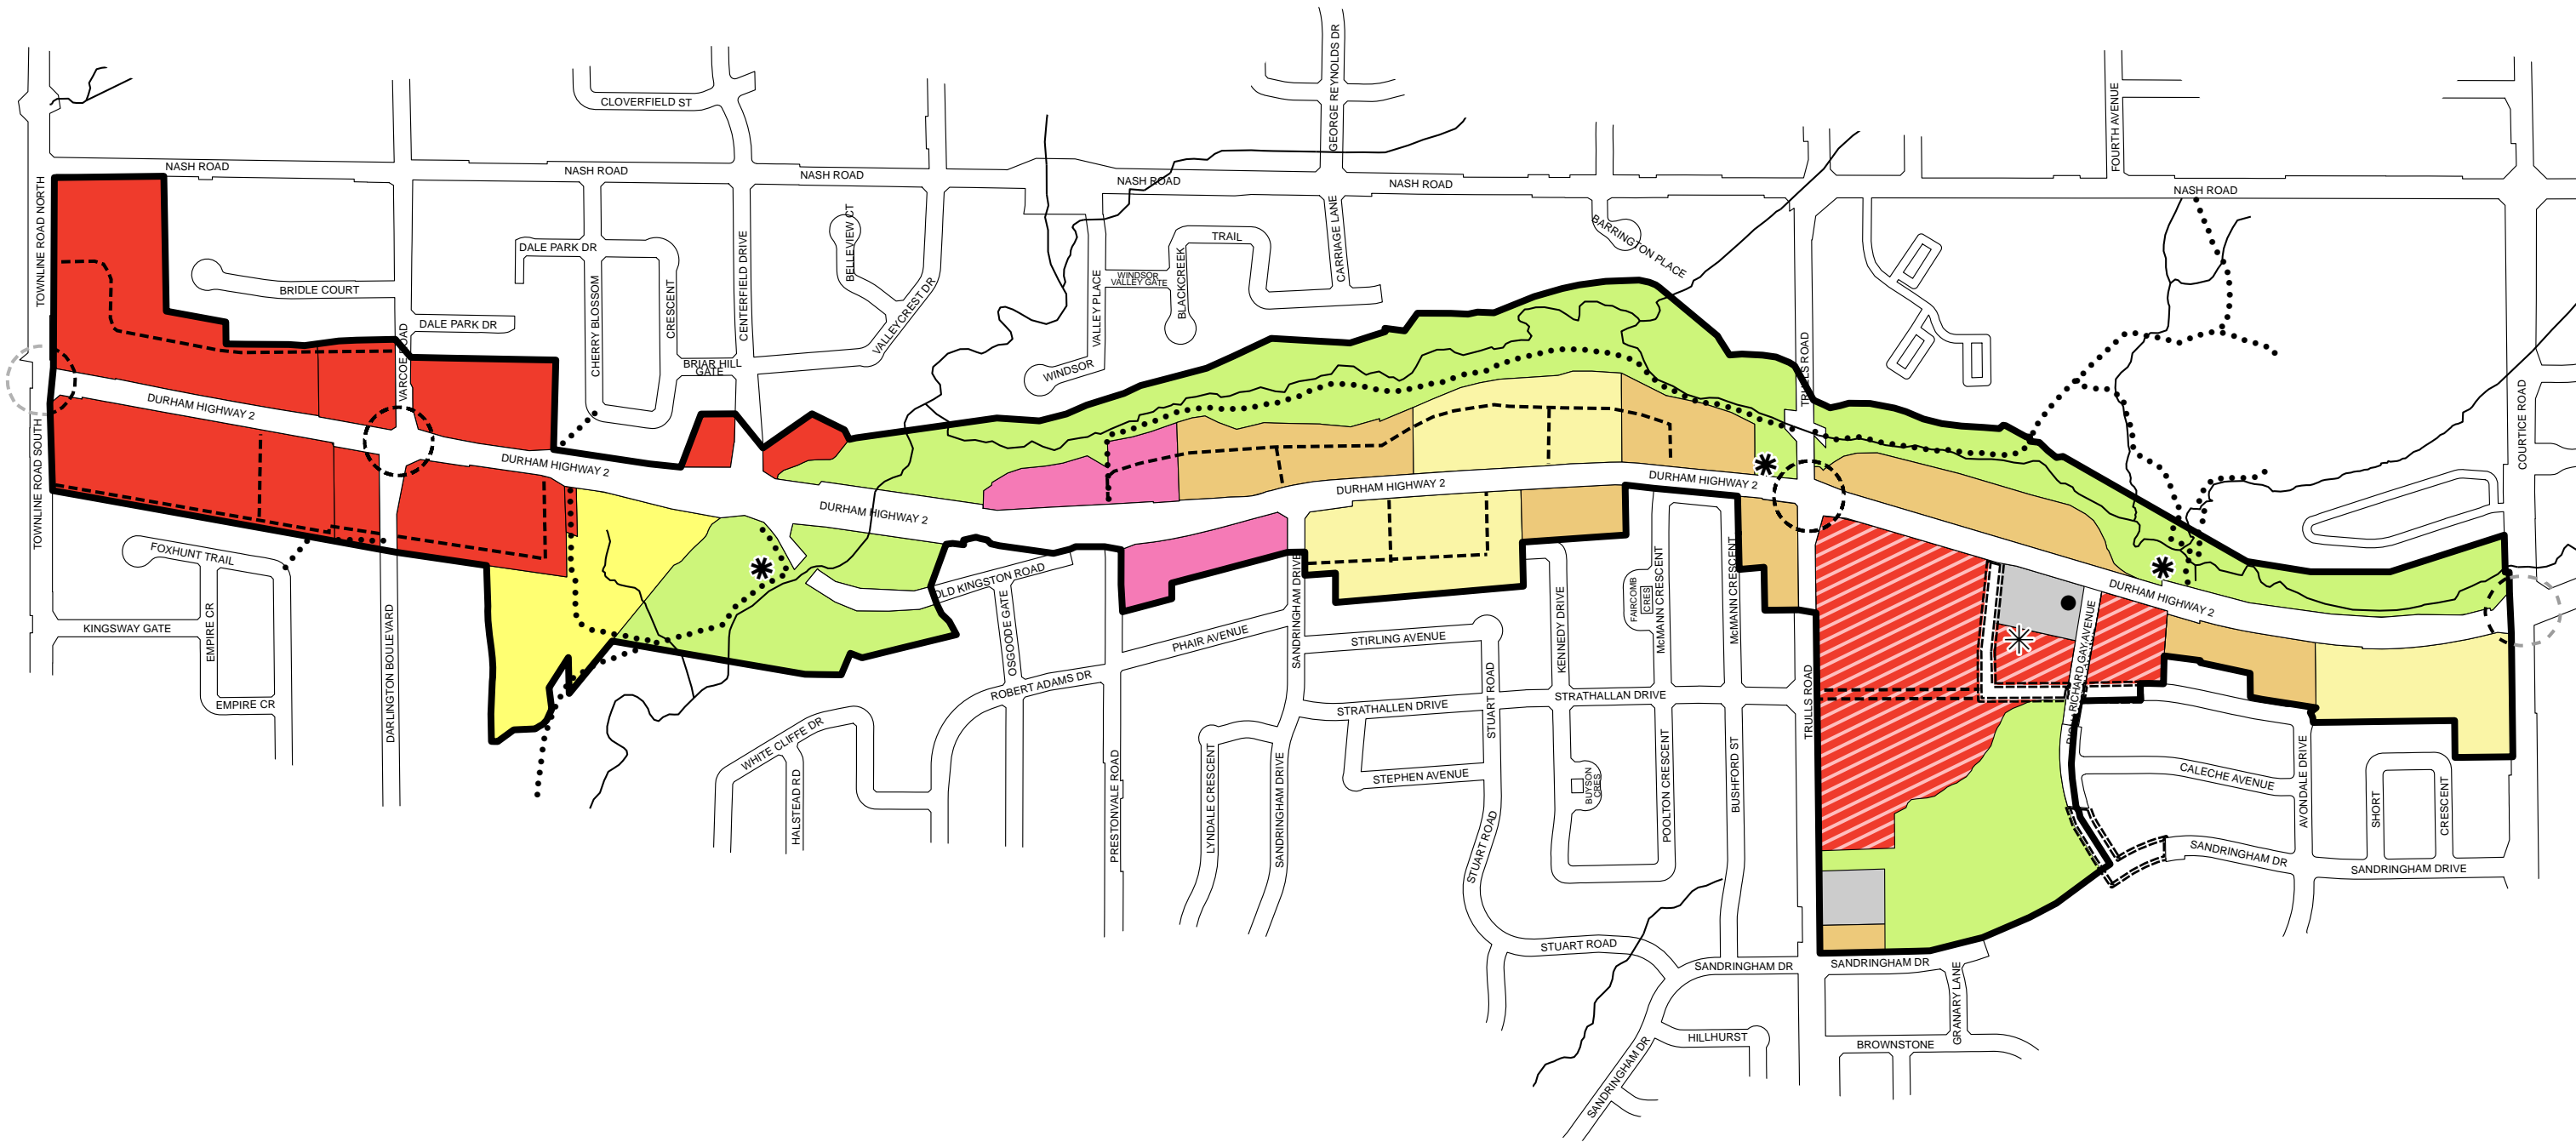 CLOVERFIELD ST
GEORGE REYNOLDS DR
FOURTH AVENUE
NASH ROAD
NASH ROAD
NASH ROAD
NASH ROAD
NASH ROAD
NASH ROAD
TOWNLINE ROAD NORTH
BRIDLE COURT
DALE PARK DR
DALE PARK DR
VARCOE ROAD
CHERRY BLOSSOM
CRESCENT
CENTERFIELD DRIVE
BRIAR HILL
GATE
BELLEVIEW CT
VALLEYCREST DR
VALLEY PLACE
WINDSOR
WINDSOR
VALLEY GATE
BLACKCREEK
TRAIL
CARRIAGE LANE
BARRINGTON PLACE
TRULLS ROAD
COURTICE ROAD
DURHAM HIGHWAY 2
DURHAM HIGHWAY 2
DURHAM HIGHWAY 2
DURHAM HIGHWAY 2
DURHAM HIGHWAY 2
DURHAM HIGHWAY 2
TOWNLINE ROAD SOUTH
FOXHUNT TRAIL
KINGSWAY GATE
EMPIRE CR
EMPIRE CR
DARLINGTON BOULEVARD
OLD KINGSTON ROAD
OSGOODE GATE
ROBERT ADAMS DR
WHITE CLIFFE DR
HALSTEAD RD
PRESTONVALE ROAD
PHAIR AVENUE
SANDRINGHAM DRIVE
LYNDALE CRESCENT
SANDRINGHAM DRIVE
STIRLING AVENUE
STRATHALLEN DRIVE
STEPHEN AVENUE
STUART ROAD
STUART ROAD
STUART ROAD
KENNEDY DRIVE
STRATHALLAN DRIVE
FAIRCOMB
CRES
McMANN CRESCENT
McMANN CRESCENT
BUYSON
CRES
POOLTON CRESCENT
BUSHFORD ST
TRULLS ROAD
SANDRINGHAM DR
SANDRINGHAM DR
SANDRINGHAM DR
HILLHURST
BROWNSTONE
GRANARY LANE
RICHARD GAY AVENUE
CALECHE AVENUE
AVONDALE DRIVE
SHORT
CRESCENT
SANDRINGHAM DR
SANDRINGHAM DRIVE